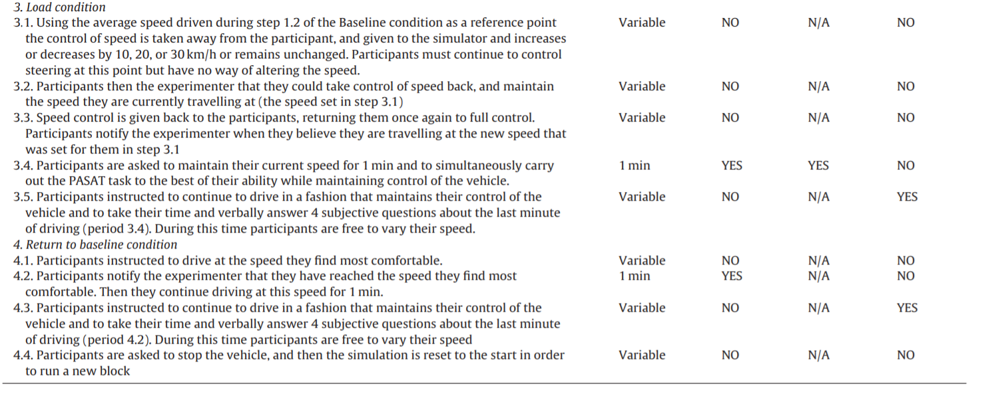 3. Load condition
3.1. Using the average speed driven during step 1.2 of the Baseline condition as a reference point Variable NO N/A NO
the control of speed is taken away from the participant, and given to the simulator and increases
or decreases by 10, 20, or 30 km/h or remains unchanged. Participants must continue to control
steering at this point but have no way of altering the speed.
3.2. Participants then the experimenter that they could take control of speed back, and maintain Variable NO N/A NO
the speed they are currently travelling at (the speed set in step 3.1)
3.3. Speed control is given back to the participants, returning them once again to full control. Variable NO N/A NO
Participants notify the experimenter when they believe they are travelling at the new speed that
was set for them in step 3.1
3.4. Participants are asked to maintain their current speed for 1 min and to simultaneously carry 1 min YES YES NO
out the PASAT task to the best of their ability while maintaining control of the vehicle.
3.5. Participants instructed to continue to drive in a fashion that maintains their control of the Variable NO N/A YES
vehicle and to take their time and verbally answer 4 subjective questions about the last minute
of driving (period 3.4). During this time participants are free to vary their speed.
4. Return to baseline condition
4.1. Participants instructed to drive at the speed they find most comfortable. Variable NO N/A NO
4.2. Participants notify the experimenter that they have reached the speed they find most 1 min YES N/A NO
comfortable. Then they continue driving at this speed for 1 min.
4.3. Participants instructed to continue to drive in a fashion that maintains their control of the Variable NO N/A YES
vehicle and to take their time and verbally answer 4 subjective questions about the last minute
of driving (period 4.2). During this time participants are free to vary their speed
4.4. Participants are asked to stop the vehicle, and then the simulation is reset to the start in order Variable NO N/A NO
to run a new block